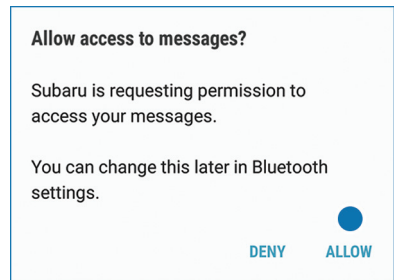 Allow access to messages?
Subaru is requesting permission to
access your messages.
You can change this later in Bluetooth
settings.
DENY ALLOW